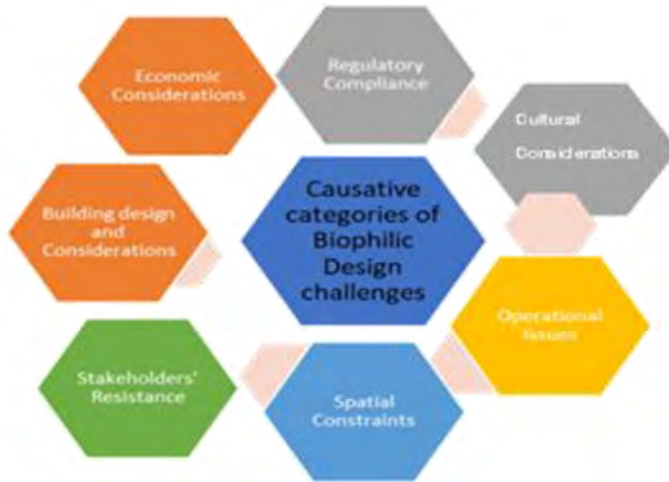 Economic
Considerations
Regulatory
Compliance
Cultural
Considerations
Causative
categories of
Biophilic
Design
challenges
Building design
and
Considerations
Operational
Issues
Stakeholders'
Resistance
Spatial
Constraints